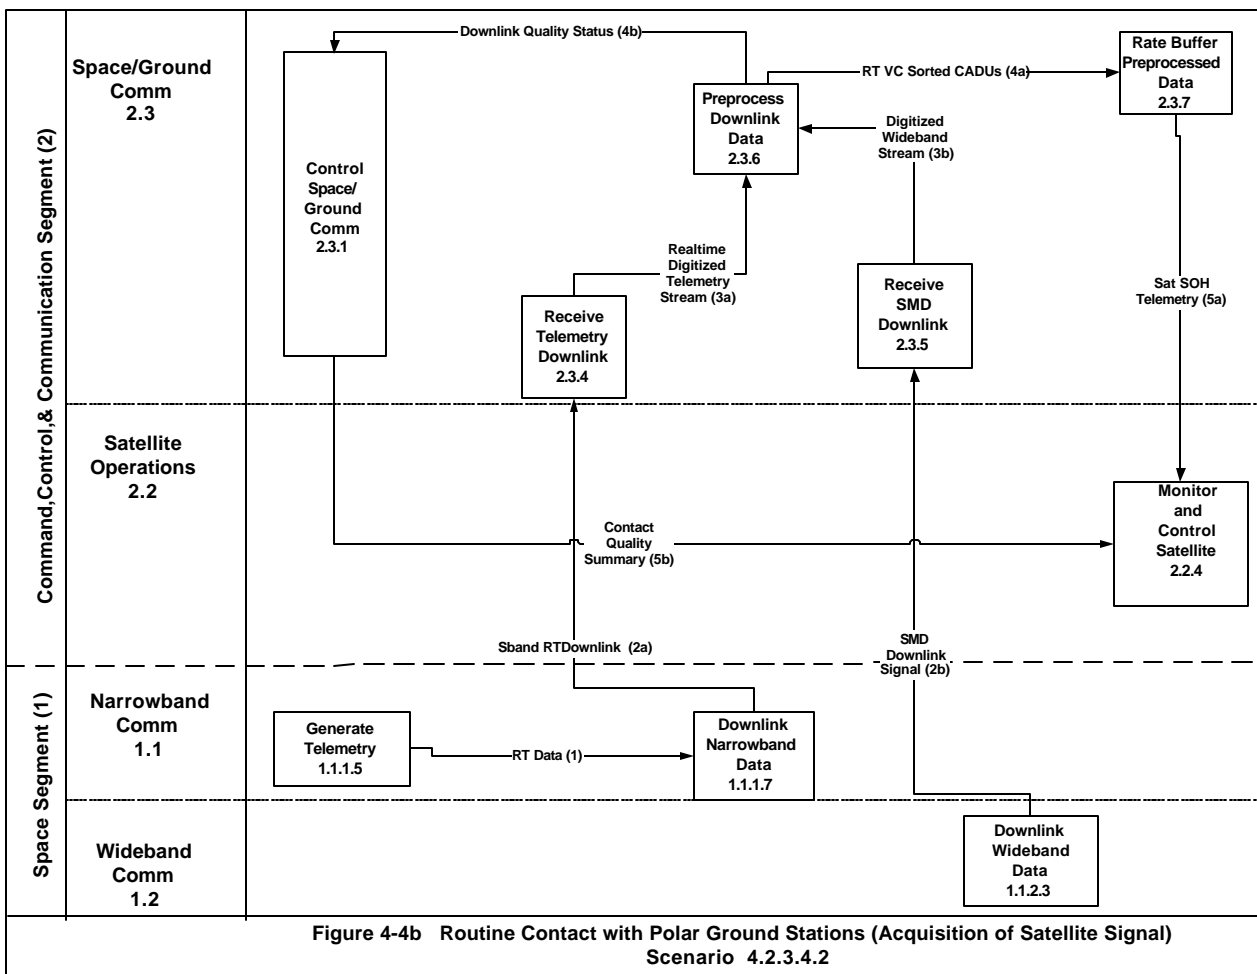 Command,Control,& Communication Segment (2)
Space/Ground
Comm
2.3
Downlink Quality Status (4b)
Control
Space/
Ground
Comm
2.3.1
Preprocess
Downlink
Data
2.3.6
RT VC Sorted CADUs (4a)
Rate Buffer
Preprocessed
Data
2.3.7
Digitized
Wideband
Stream (3b)
Realtime
Digitized
Telemetry
Stream (3a)
Receive
Telemetry
Downlink
2.3.4
Receive
SMD
Downlink
2.3.5
Sat SOH
Telemetry (5a)
Satellite
Operations
2.2
Contact
Quality
Summary (5b)
Monitor
and
Control
Satellite
2.2.4
Sband RTDownlink (2a)
SMD
Downlink
Signal (2b)
Space Segment (1)
Narrowband
Comm
1.1
Generate
Telemetry
1.1.1.5
RT Data (1)
Downlink
Narrowband
Data
1.1.1.7
Wideband
Comm
1.2
Downlink
Wideband
Data
1.1.2.3
Figure 4-4b Routine Contact with Polar Ground Stations (Acquisition of Satellite Signal)
Scenario 4.2.3.4.2